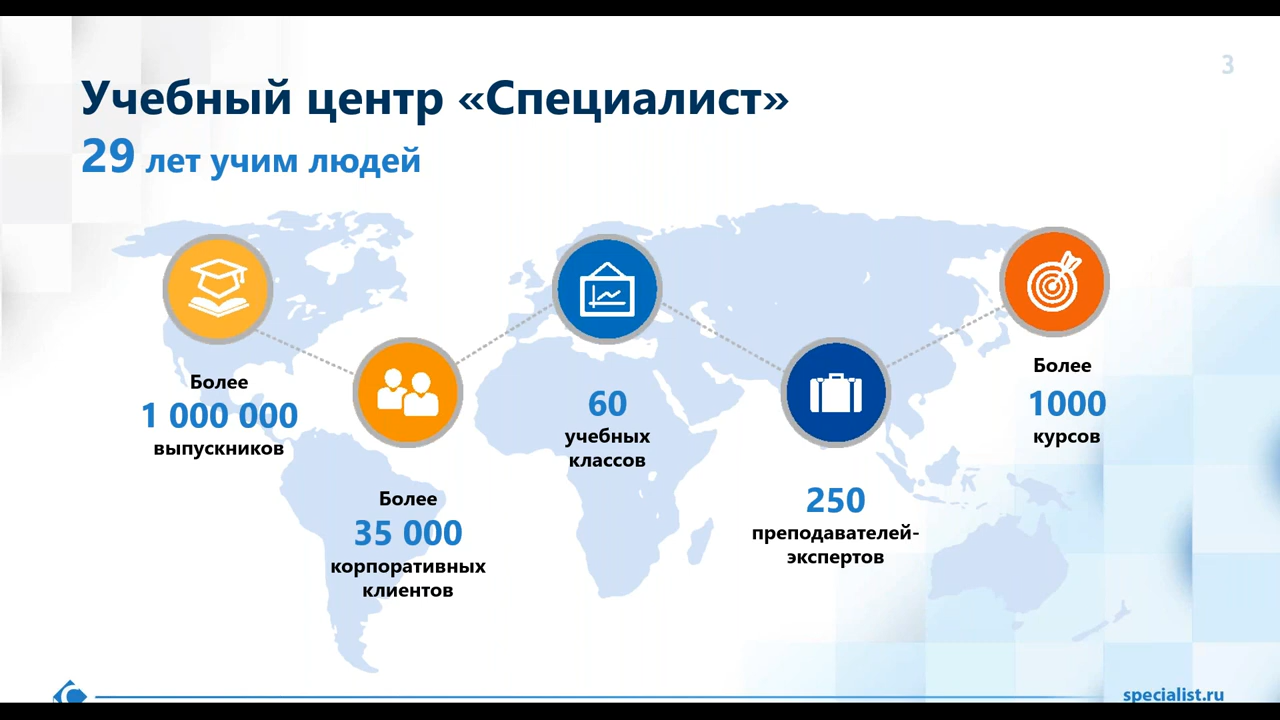 3
Учебный центр «Специалист»
29 лет учим людей
Более
1 000 000
выпускников
Более
35 000
корпоративных
клиентов
60
учебных
классов
250
преподавателей-
экспертов
Более
1000
курсов
specialist.ru